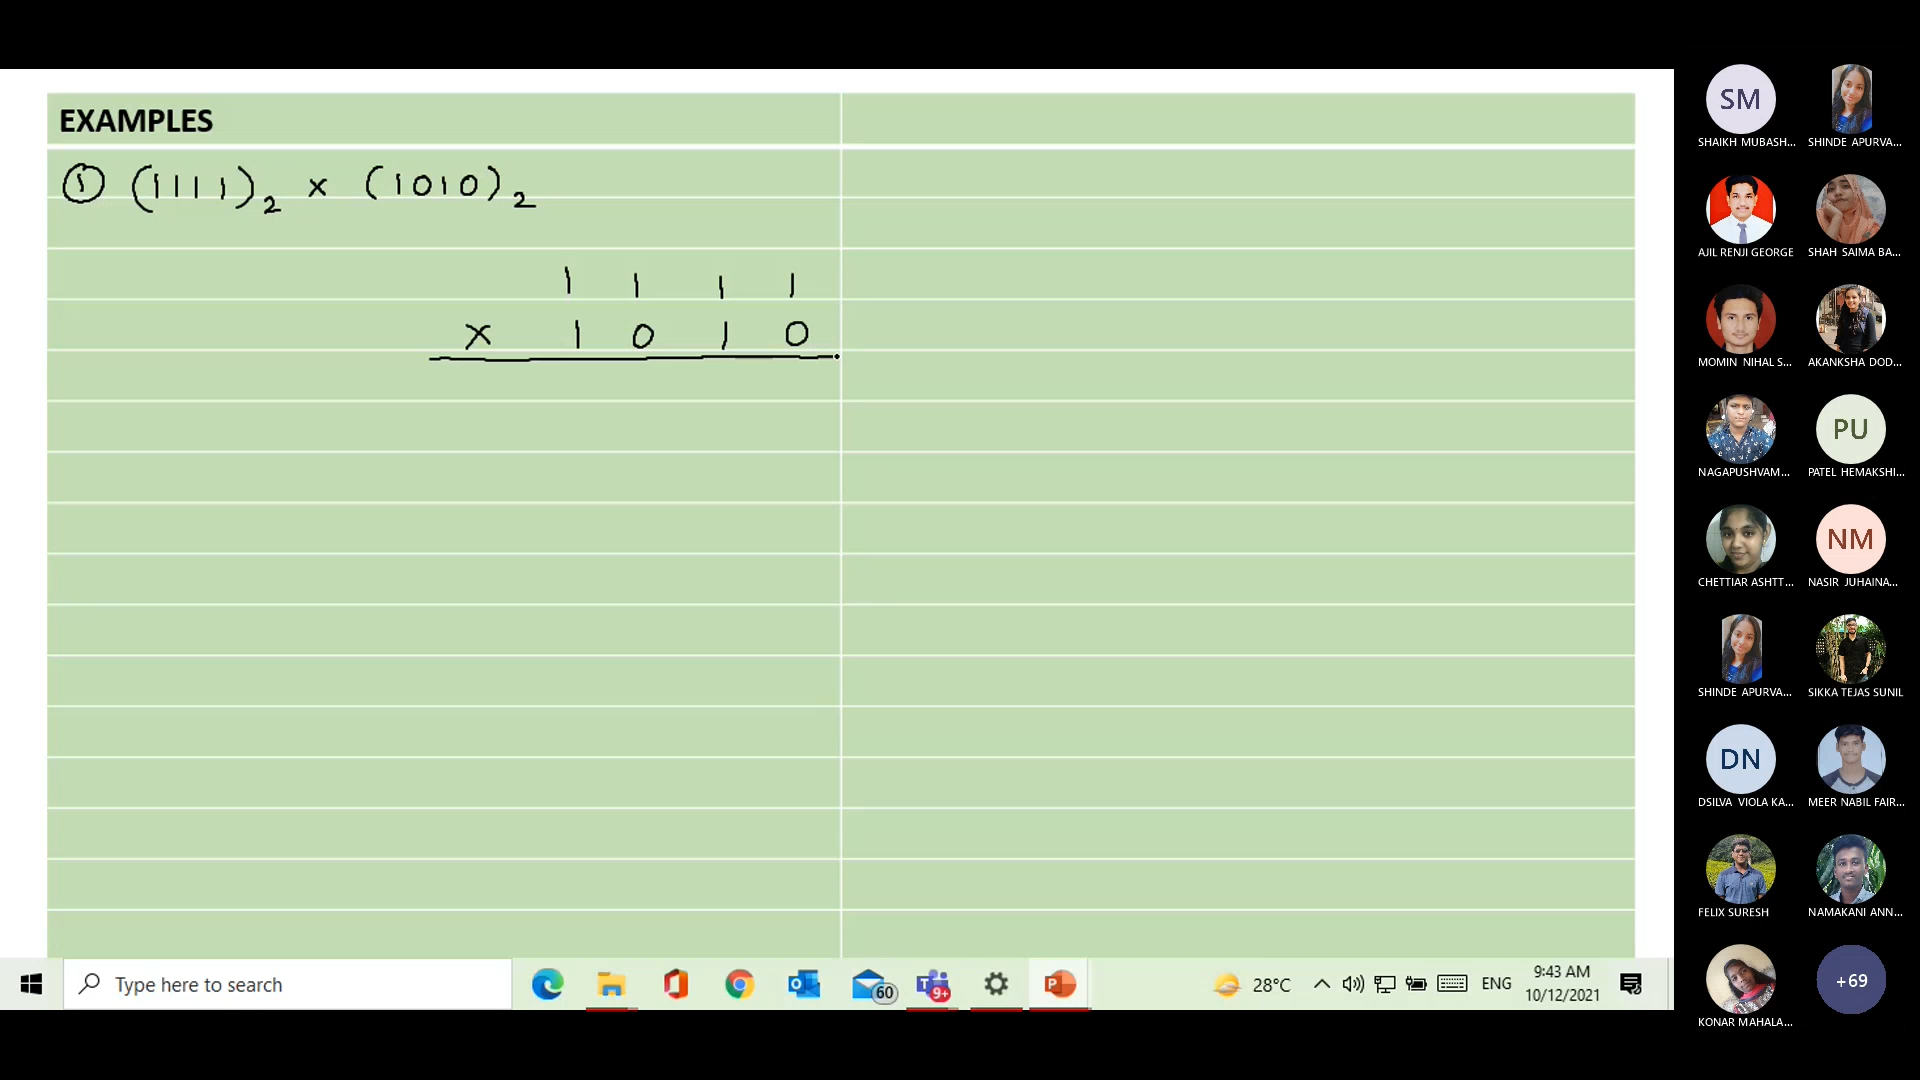 EXAMPLES
① (1111)₂ × (1010)₂
1 1 1 1
× 1 0 1 0
SM
SHAIKH MUBASH...
SHINDE APURVA...
AJIL RENJI GEORGE
SHAH SAIMA BA...
MOMIN NIHAL S...
AKANKSHA DOD...
PU
NAGAPUSHVAM...
PATEL HEMAKSHI...
NM
CHETTIAR ASHTT...
NASIR JUHAINA...
SHINDE APURVA...
SIKKA TEJAS SUNIL
DN
DSILVA VIOLA KA...
MEER NABIL FAIR...
FELIX SURESH
NAMAKANI ANN...
+69
KONAR MAHALA...
Type here to search
60
9+
28°C
ENG
9:43 AM
10/12/2021